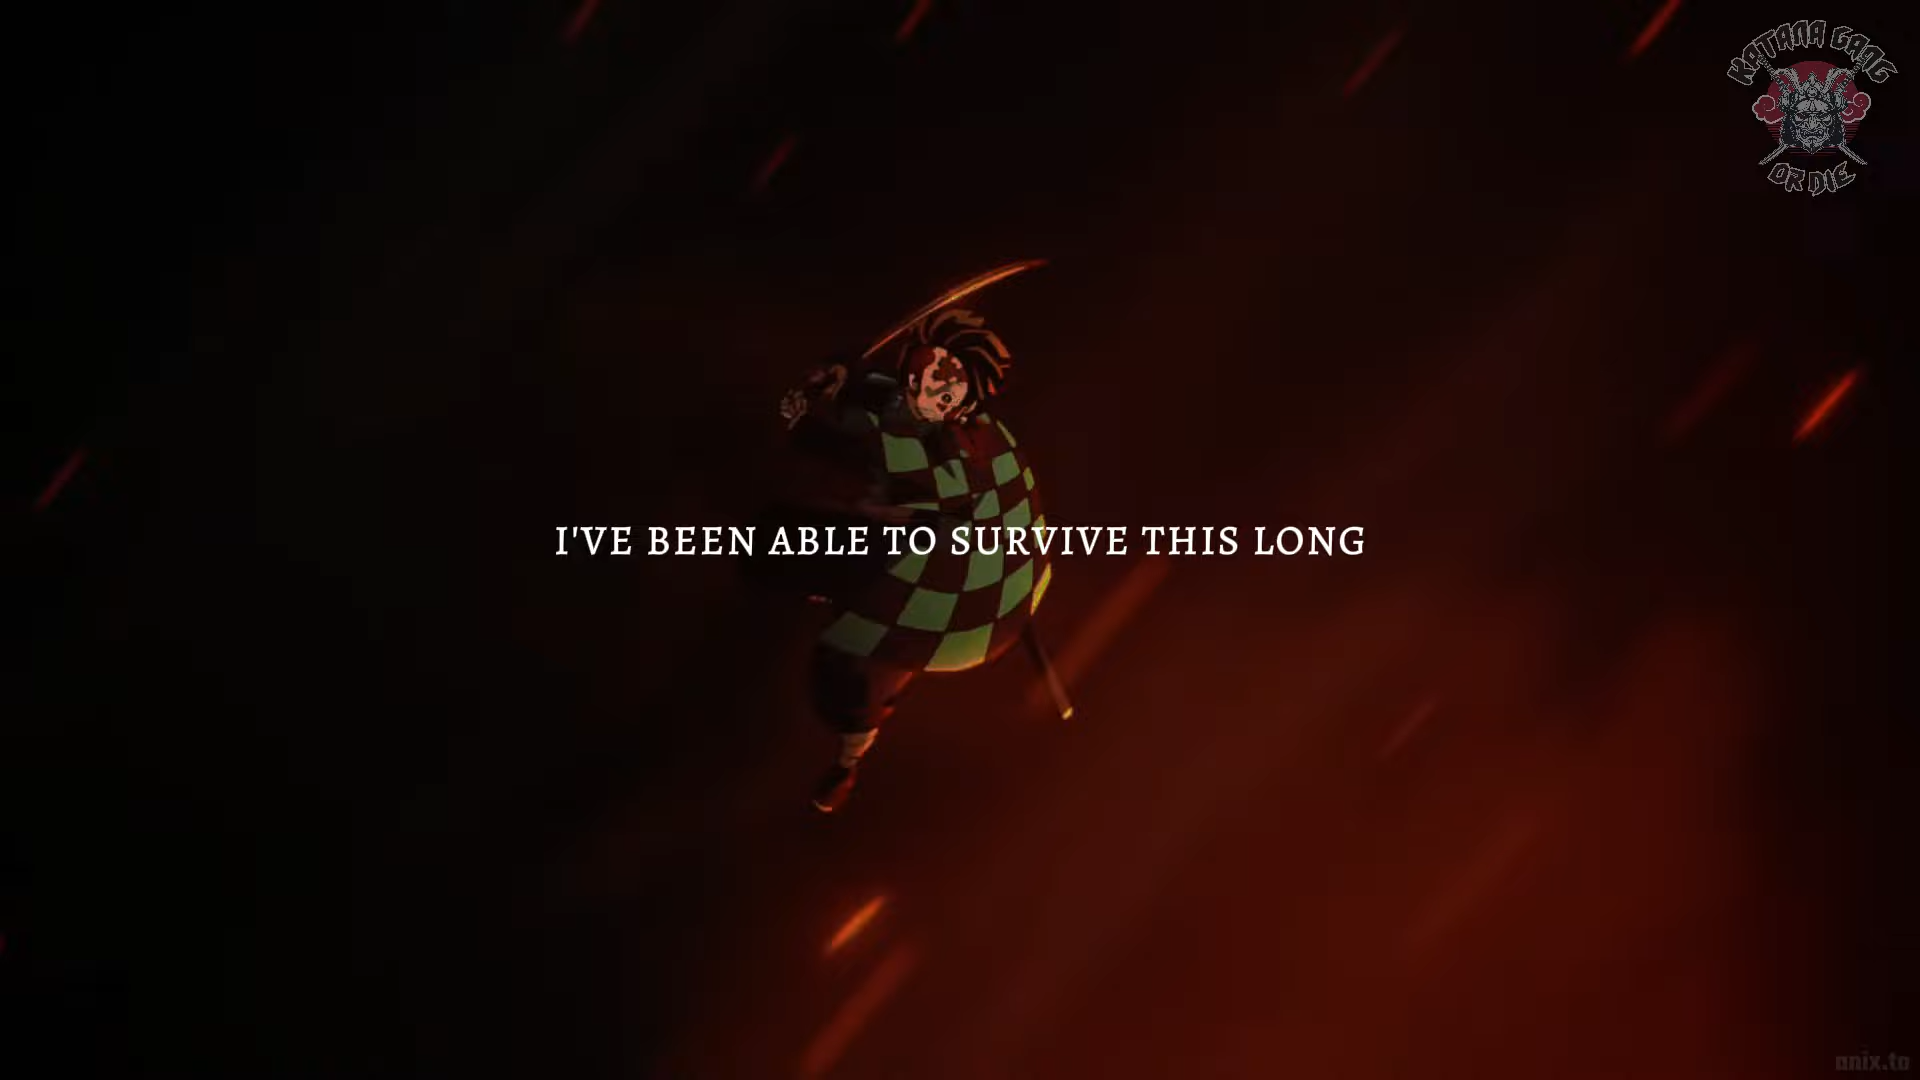 KATANA GANG
OR DIE
I'VE BEEN ABLE TO SURVIVE THIS LONG
anix.to